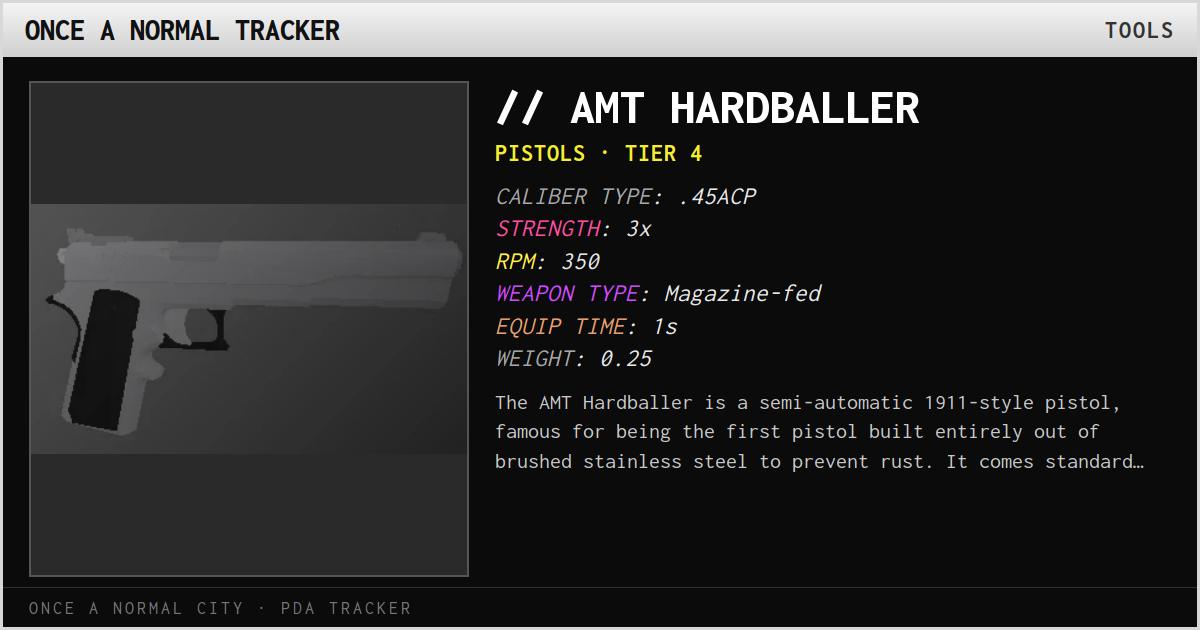 ONCE A NORMAL TRACKER
TOOLS
// AMT HARDBALLER
PISTOLS · TIER 4
CALIBER TYPE: .45ACP
STRENGTH: 3x
RPM: 350
WEAPON TYPE: Magazine-fed
EQUIP TIME: 1s
WEIGHT: 0.25
The AMT Hardballer is a semi-automatic 1911-style pistol,
famous for being the first pistol built entirely out of
brushed stainless steel to prevent rust. It comes standard…
ONCE A NORMAL CITY · PDA TRACKER